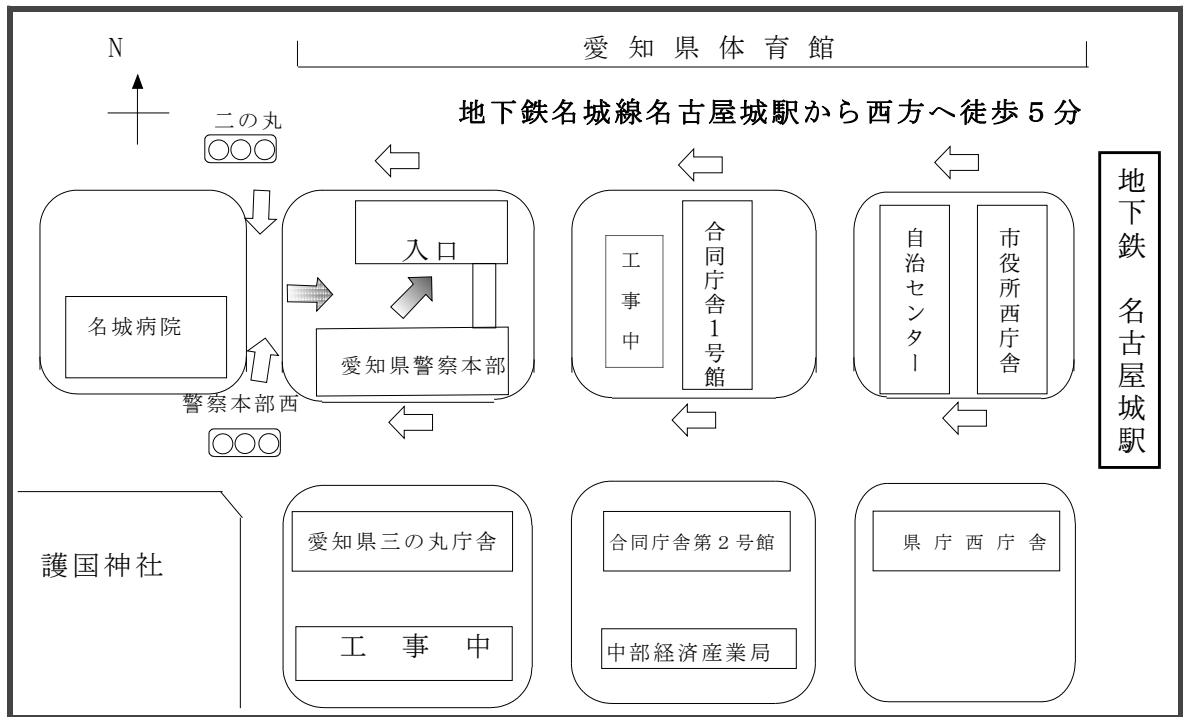 愛知県体育館
N
地下鉄名城線名古屋城駅から西方へ徒歩５分
二の丸
地下鉄　名古屋城駅
入口
工事中
合同庁舎１号館
自治センター
市役所西庁舎
名城病院
愛知県警察本部
警察本部西
愛知県三の丸庁舎
合同庁舎第２号館
県庁西庁舎
護国神社
工事中
中部経済産業局